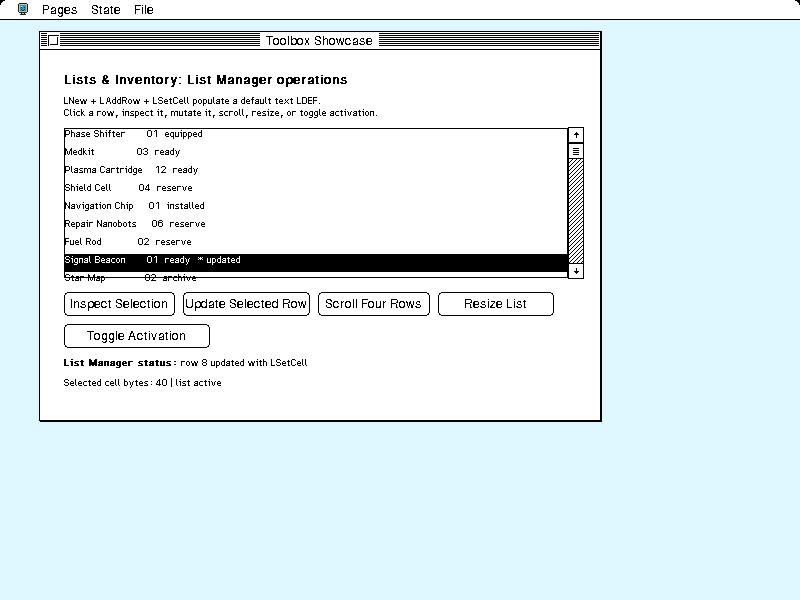 Pages State File
Toolbox Showcase
Lists & Inventory: List Manager operations
LNew + LAddRow + LSetCell populate a default text LDEF.
Click a row, inspect it, mutate it, scroll, resize, or toggle activation.
Phase Shifter 01 equipped
Medkit 03 ready
Plasma Cartridge 12 ready
Shield Cell 04 reserve
Navigation Chip 01 installed
Repair Nanobots 06 reserve
Fuel Rod 02 reserve
Signal Beacon 01 ready * updated
Star Map 02 archive
Inspect Selection Update Selected Row Scroll Four Rows Resize List
Toggle Activation
List Manager status: row 8 updated with LSetCell
Selected cell bytes: 40 | list active